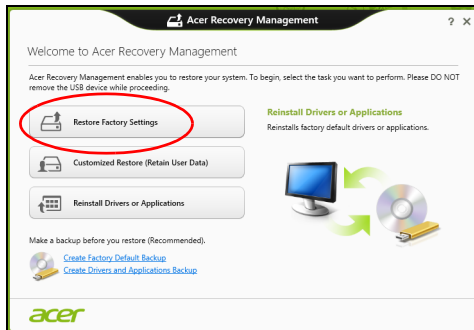 Acer Recovery Management
? X
Welcome to Acer Recovery Management
Acer Recovery Management enables you to restore your system. To begin, select the task you want to perform. Please DO NOT
remove the USB device while proceeding.
Restore Factory Settings
Reinstall Drivers or Applications
Reinstalls factory default drivers or applications.
Customized Restore (Retain User Data)
Reinstall Drivers or Applications
Make a backup before you restore (Recommended).
Create Factory Default Backup
Create Drivers and Applications Backup
acer